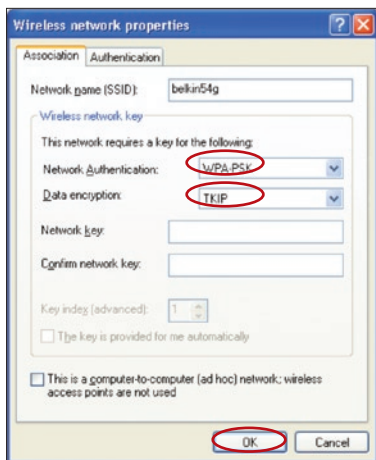 Wireless network properties
Association Authentication
Network name (SSID): belkin54g
Wireless network key
This network requires a key for the following:
Network Authentication: WPA-PSK
Data encryption: TKIP
Network key:
Confirm network key:
Key index (advanced): 1
The key is provided for me automatically
This is a computer-to-computer (ad hoc) network; wireless
access points are not used
OK Cancel